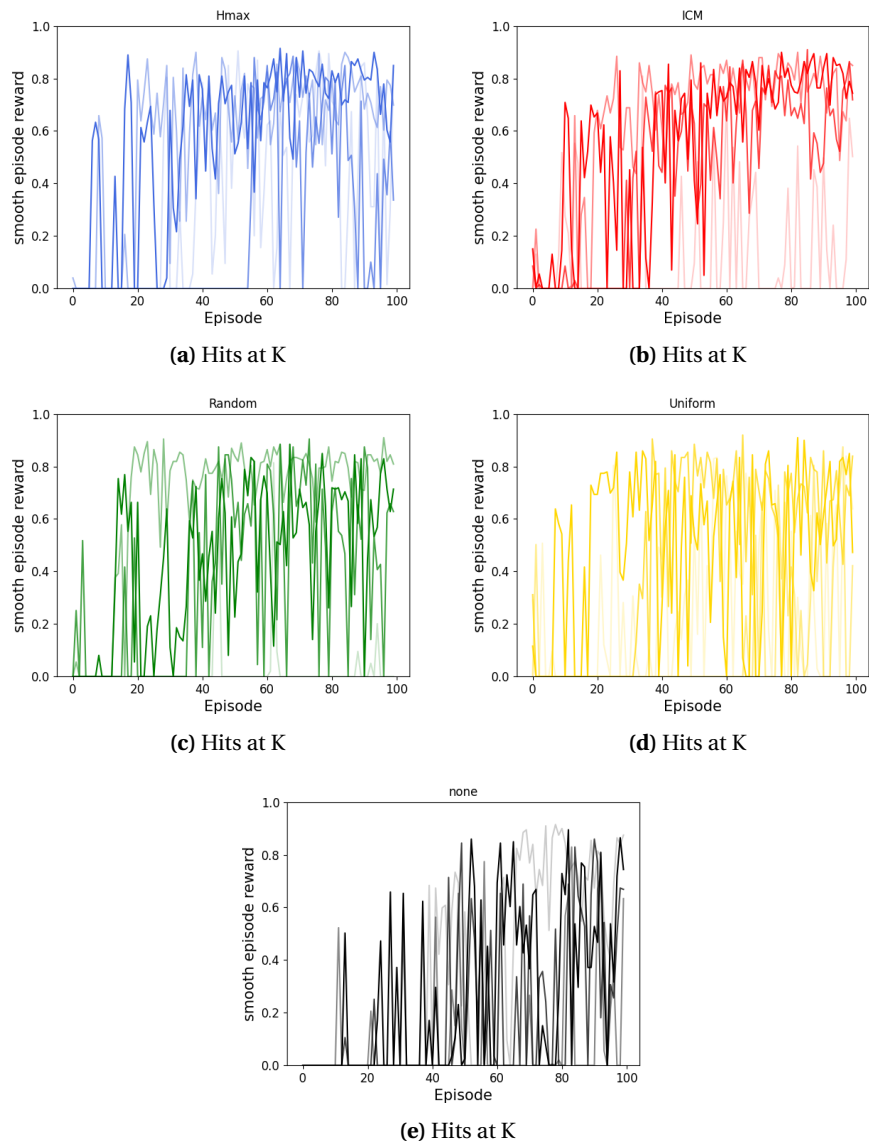 Hmax
ICM
smooth episode reward
1.0
0.8
0.6
0.4
0.2
0.0
0 20 40 60 80 100
Episode
smooth episode reward
1.0
0.8
0.6
0.4
0.2
0.0
0 20 40 60 80 100
Episode
(a) Hits at K
(b) Hits at K
Random
Uniform
smooth episode reward
1.0
0.8
0.6
0.4
0.2
0.0
0 20 40 60 80 100
Episode
smooth episode reward
1.0
0.8
0.6
0.4
0.2
0.0
0 20 40 60 80 100
Episode
(c) Hits at K
(d) Hits at K
none
smooth episode reward
1.0
0.8
0.6
0.4
0.2
0.0
0 20 40 60 80 100
Episode
(e) Hits at K